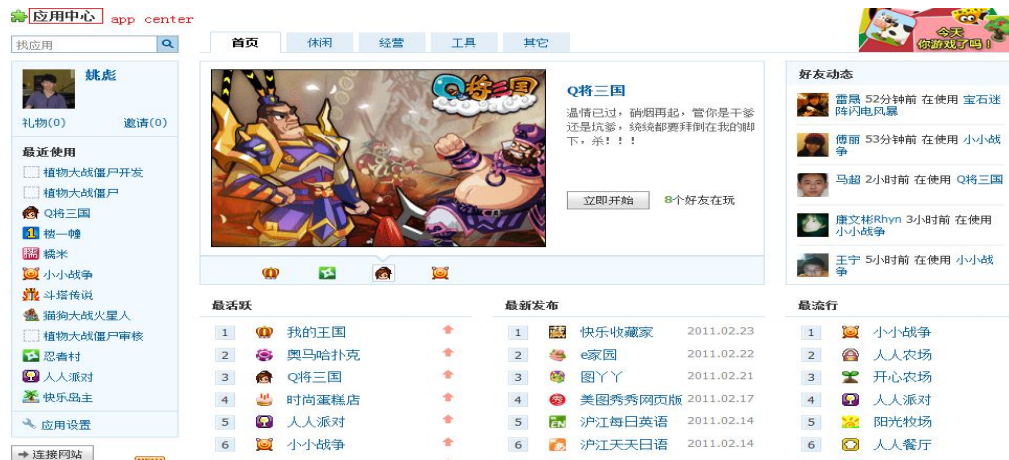 应用中心 app center
找应用
姚彪
礼物(0) 邀请(0)
最近使用
植物大战僵尸开发
植物大战僵尸
Q将三国
楼一幢
糯米
小小战争
斗塔传说
猫狗大战火星人
植物大战僵尸审核
忍者村
人人派对
快乐岛主
应用设置
连接网站
首页 休闲 经营 工具 其它
Q将三国
Q将三国
温情已过，硝烟再起，管你是干爹
还是坑爹，统统都要拜倒在我的脚
下，杀！！！
立即开始 8个好友在玩
最活跃
1 我的王国
2 奥马哈扑克
3 Q将三国
4 时尚蛋糕店
5 人人派对
6 小小战争
最新发布
1 快乐收藏家 2011.02.23
2 e家园 2011.02.22
3 图丫丫 2011.02.21
4 美图秀秀网页版 2011.02.17
5 沪江每日英语 2011.02.14
6 沪江天天日语 2011.02.14
今天
你游戏了吗！
好友动态
雷晟 52分钟前 在使用 宝石迷
阵闪电风暴
傅丽 53分钟前 在使用 小小战
争
马超 2小时前 在使用 Q将三国
康文彬Rhyn 3小时前 在使用
小小战争
王宁 5小时前 在使用 小小战
争
最流行
1 小小战争
2 人人农场
3 开心农场
4 人人派对
5 阳光牧场
6 人人餐厅